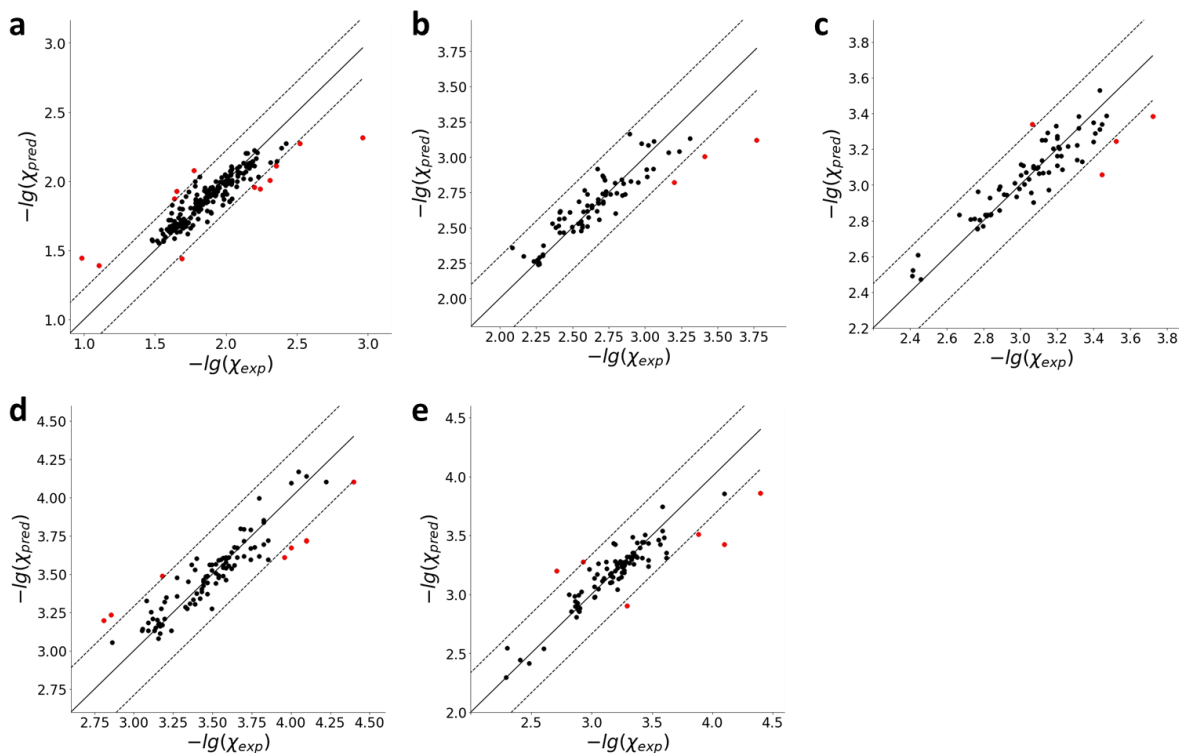 a
3.0
2.5
2.0
1.5
1.0
−lg(χpred)
1.0 1.5 2.0 2.5 3.0
−lg(χexp)
b
3.75
3.50
3.25
3.00
2.75
2.50
2.25
2.00
−lg(χpred)
2.00 2.25 2.50 2.75 3.00 3.25 3.50 3.75
−lg(χexp)
c
3.8
3.6
3.4
3.2
3.0
2.8
2.6
2.4
2.2
−lg(χpred)
2.4 2.6 2.8 3.0 3.2 3.4 3.6 3.8
−lg(χexp)
d
4.50
4.25
4.00
3.75
3.50
3.25
3.00
2.75
−lg(χpred)
2.75 3.00 3.25 3.50 3.75 4.00 4.25 4.50
−lg(χexp)
e
4.5
4.0
3.5
3.0
2.5
2.0
−lg(χpred)
2.5 3.0 3.5 4.0 4.5
−lg(χexp)